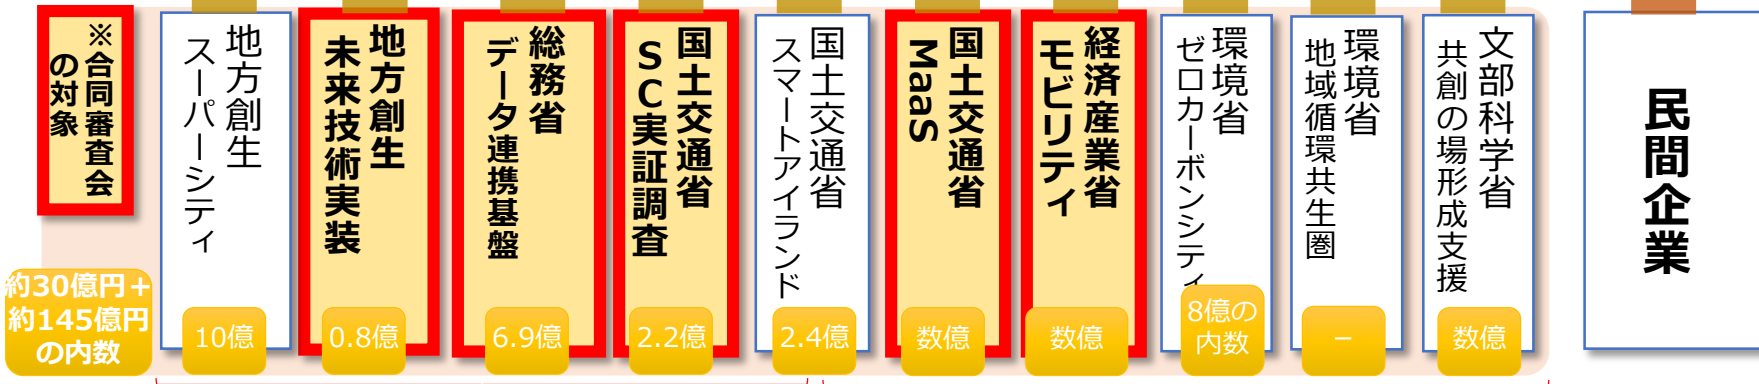 ※合同審査会
の対象
約30億円＋
約145億円
の内数
地方創生
スーパーシティ
10億
地方創生
未来技術実装
0.8億
総務省
データ連携基盤
6.9億
国土交通省
SC実証調査
2.2億
国土交通省
スマートアイランド
2.4億
国土交通省
MaaS
数億
経済産業省
モビリティ
数億
環境省
ゼロカーボンシティ
8億の
内数
環境省
地域循環共生圏
－
文部科学省
共創の場形成支援
数億
民間企業